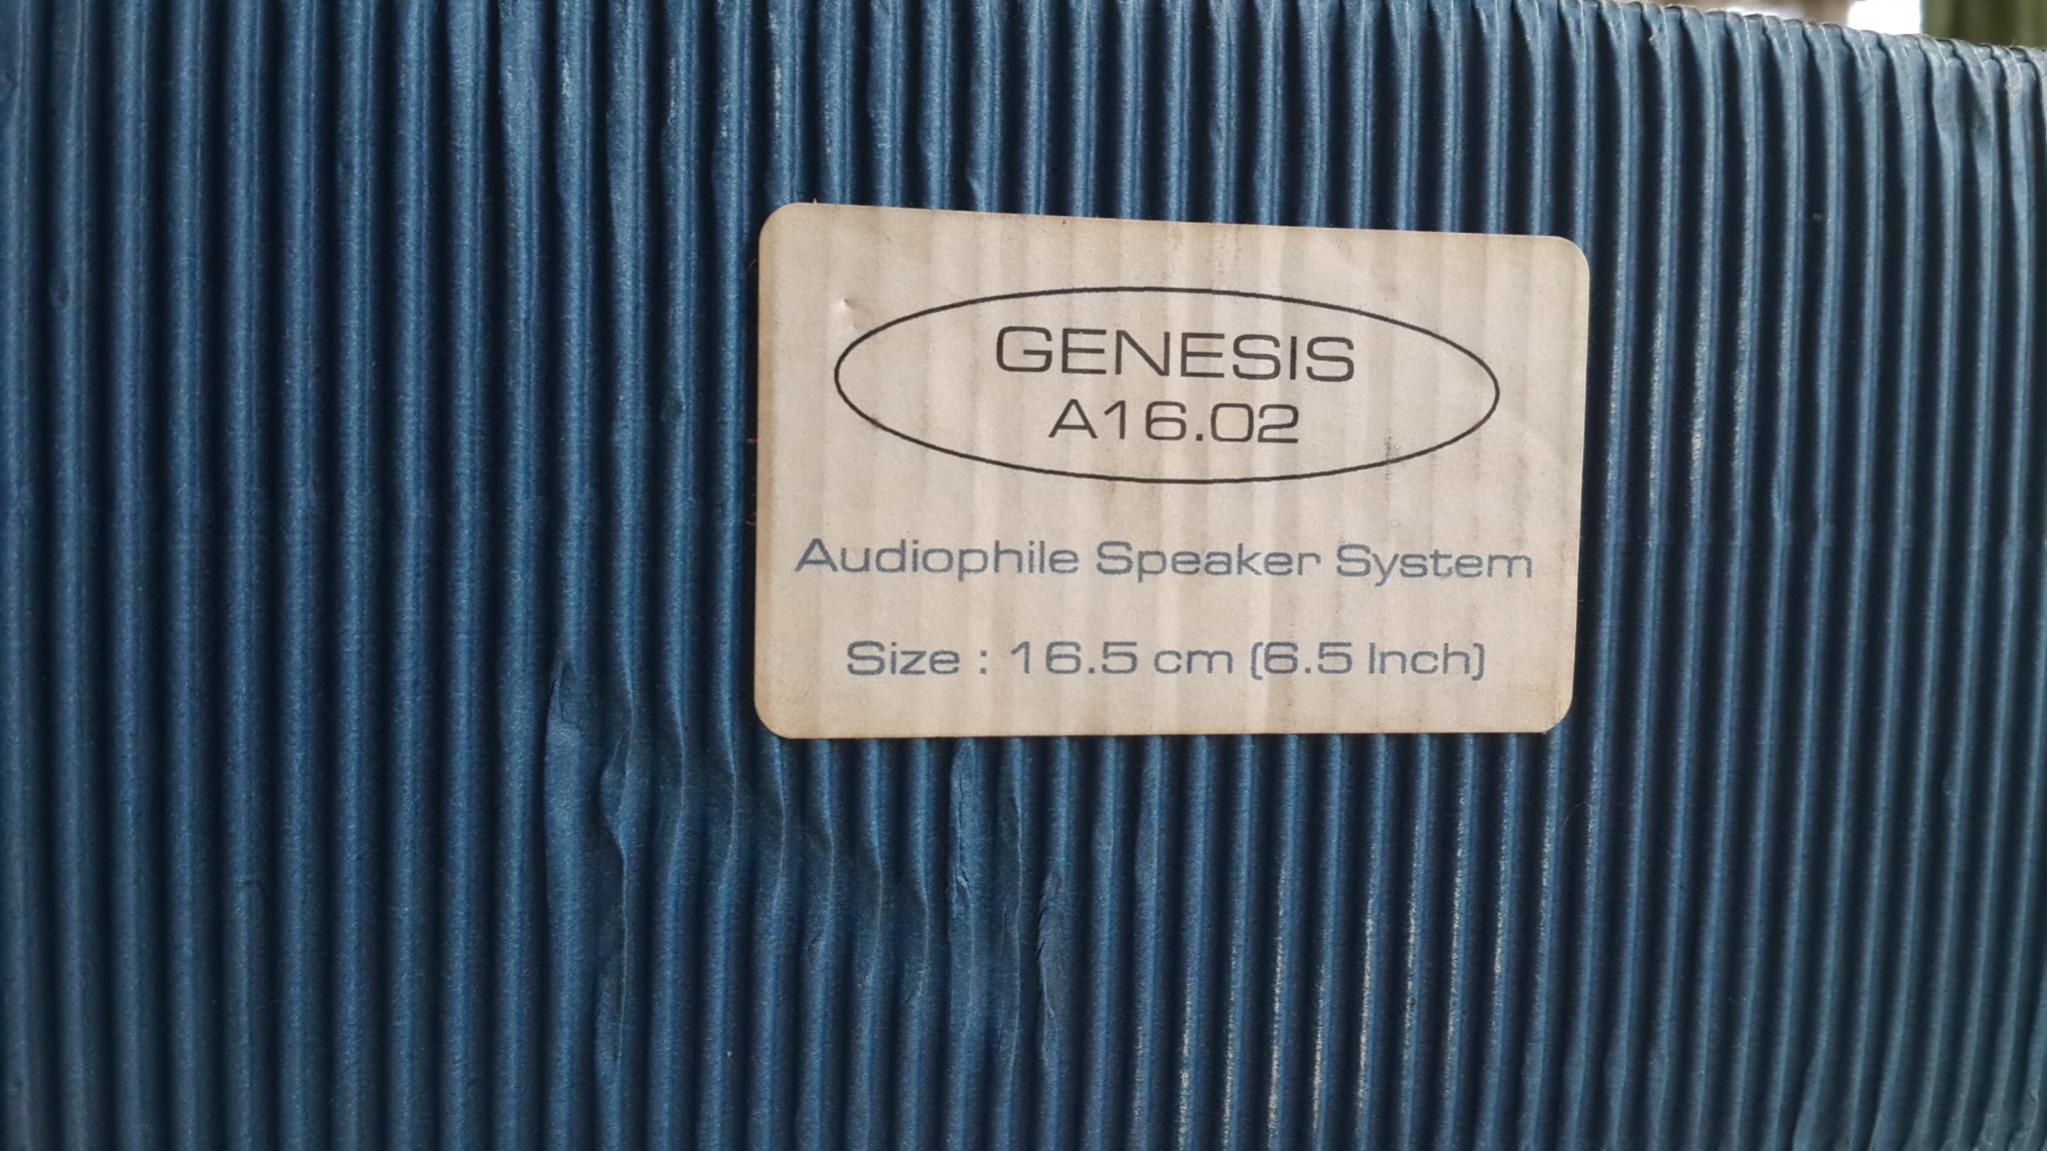 GENESIS
A16.02
Audiophile Speaker System
Size : 16.5 cm (6.5 Inch)